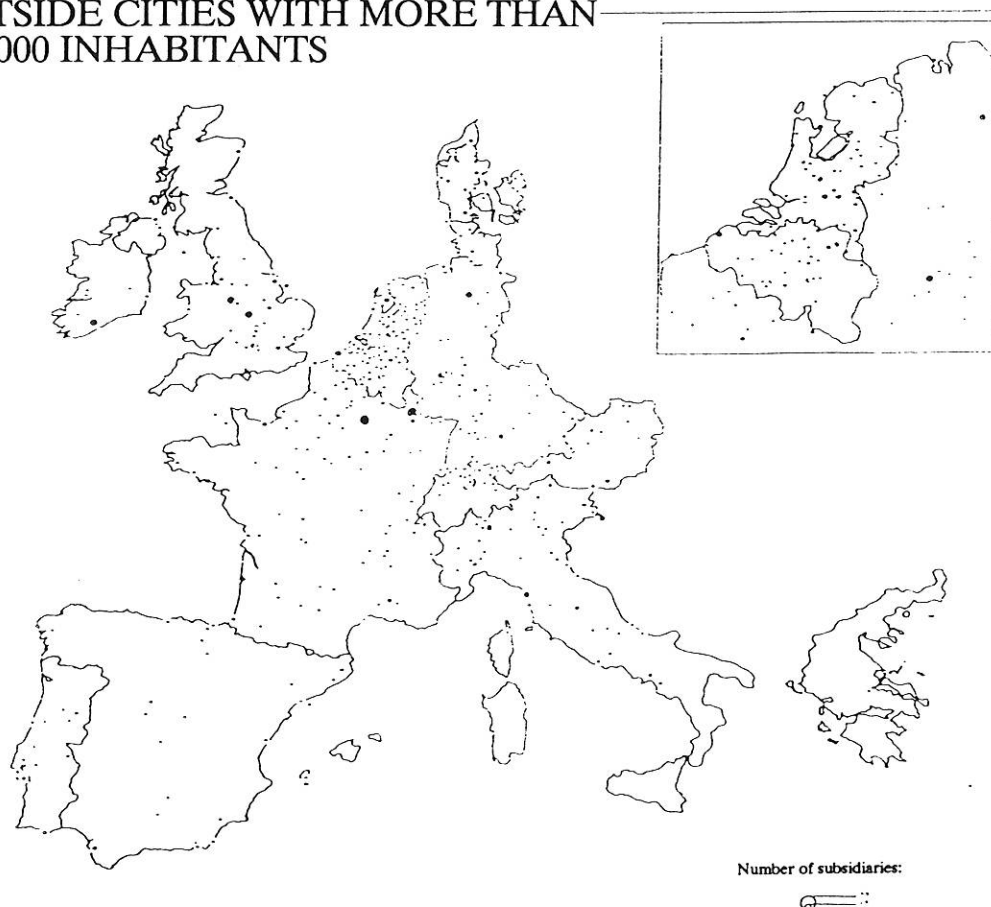 TSIDE CITIES WITH MORE THAN
000 INHABITANTS
Number of subsidiaries: